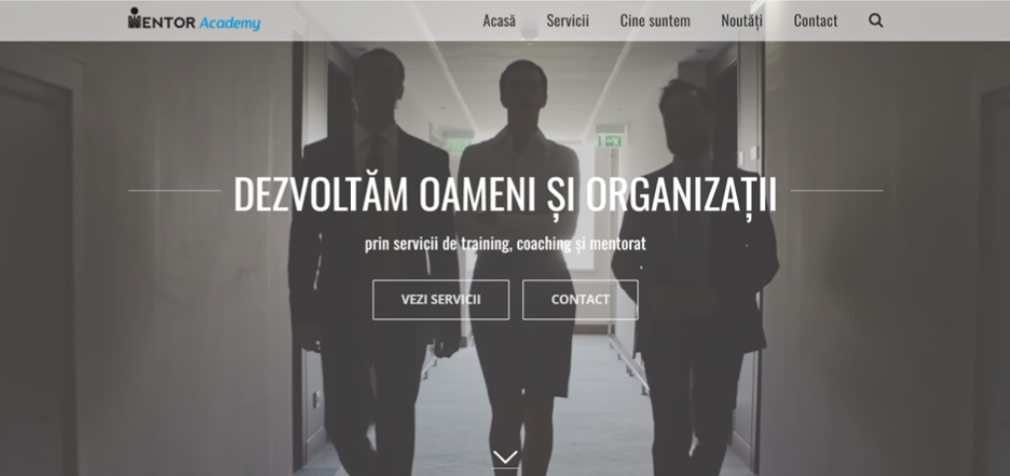 MENTOR Academy
Acasă Servicii Cine suntem Noutăți Contact
DEZVOLTĂM OAMENI ȘI ORGANIZAȚII
prin servicii de training, coaching și mentorat
VEZI SERVICII CONTACT